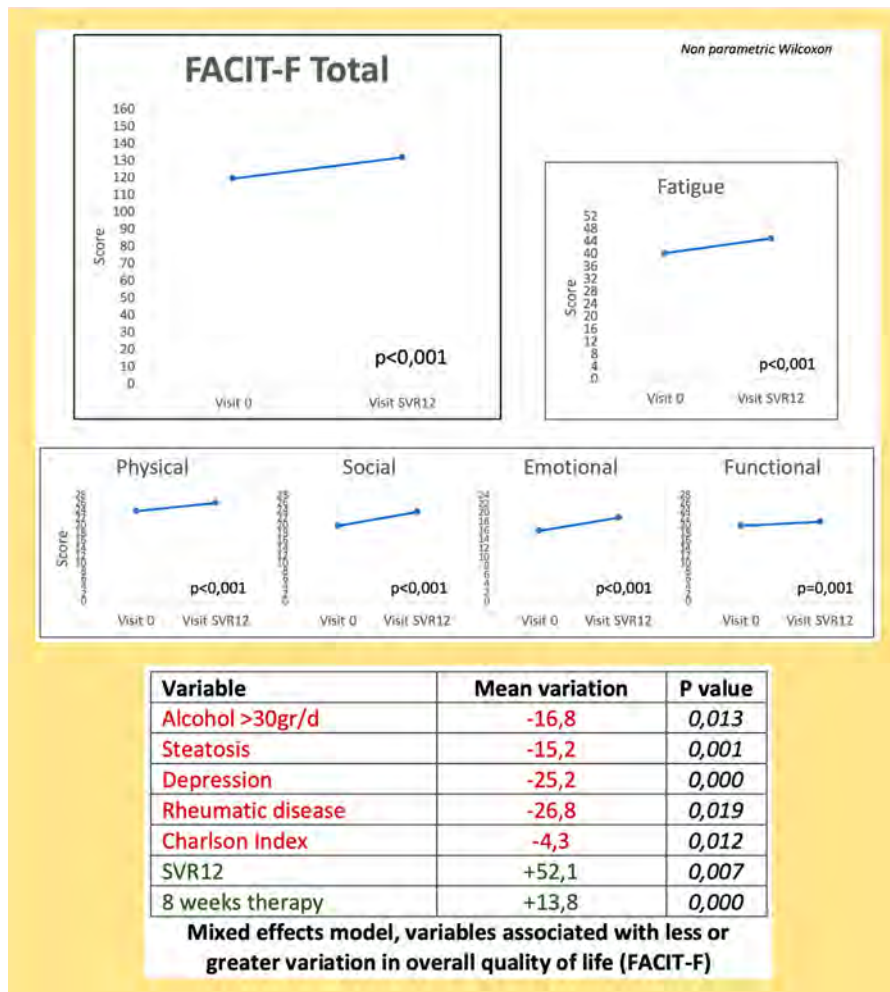 Non parametric Wilcoxon
FACIT-F Total
160
150
140
130
120
110
100
90
80
70
60
50
40
30
20
10
0
Score
p<0,001
Visit 0 Visit SVR12
Fatigue
52
48
44
40
36
32
28
24
20
16
12
8
4
0
Score
p<0,001
Visit 0 Visit SVR12
Physical
Score
p<0,001
Visit 0 Visit SVR12
Social
p<0,001
Visit 0 Visit SVR12
Emotional
p<0,001
Visit 0 Visit SVR12
Functional
p=0,001
Visit 0 Visit SVR12
Variable Mean variation P value
Alcohol >30gr/d -16,8 0,013
Steatosis -15,2 0,001
Depression -25,2 0,000
Rheumatic disease -26,8 0,019
Charlson Index -4,3 0,012
SVR12 +52,1 0,007
8 weeks therapy +13,8 0,000
Mixed effects model, variables associated with less or
greater variation in overall quality of life (FACIT-F)